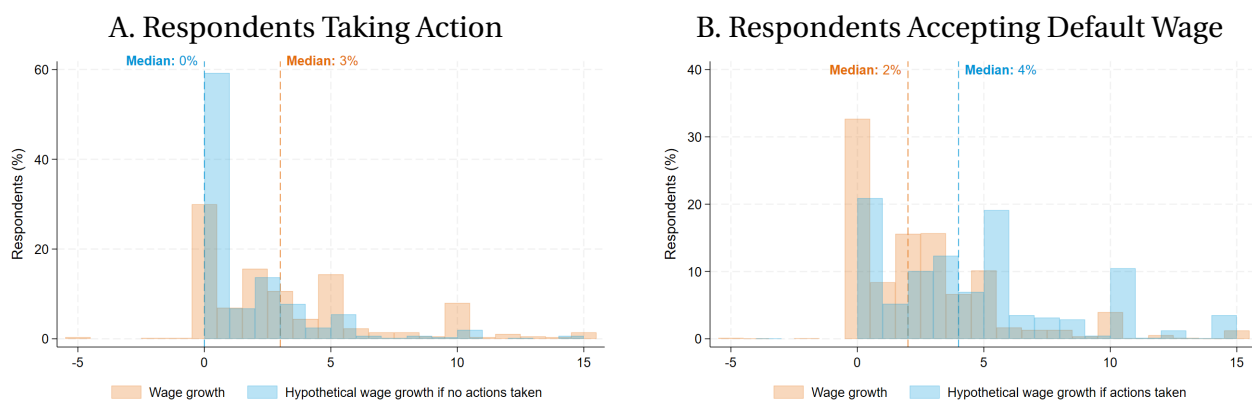 A. Respondents Taking Action
Median: 0%
Median: 3%
Respondents (%)
60
40
20
0
-5
0
5
10
15
Wage growth
Hypothetical wage growth if no actions taken
B. Respondents Accepting Default Wage
Median: 2%
Median: 4%
Respondents (%)
40
30
20
10
0
-5
0
5
10
15
Wage growth
Hypothetical wage growth if actions taken